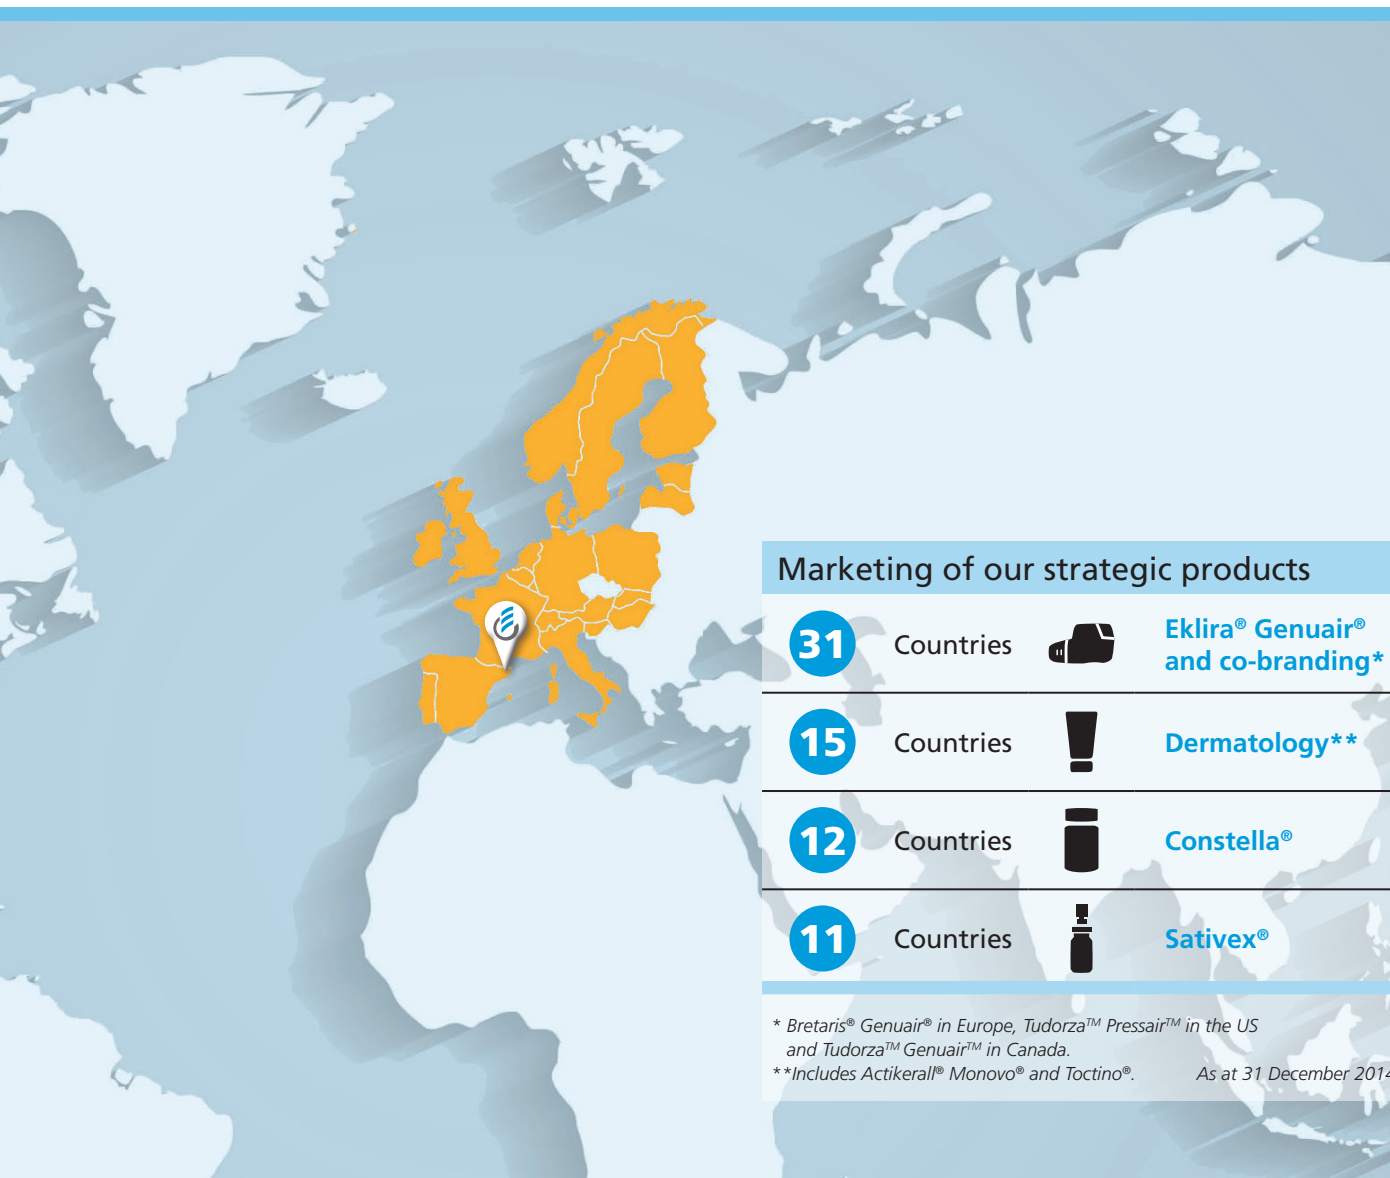 Marketing of our strategic products
31 Countries Eklira® Genuair®
and co-branding*
15 Countries Dermatology**
12 Countries Constella®
11 Countries Sativex®
* Bretaris® Genuair® in Europe, Tudorza™ Pressair™ in the US
and Tudorza™ Genuair™ in Canada.
**Includes Actikerall® Monovo® and Toctino®. As at 31 December 2014